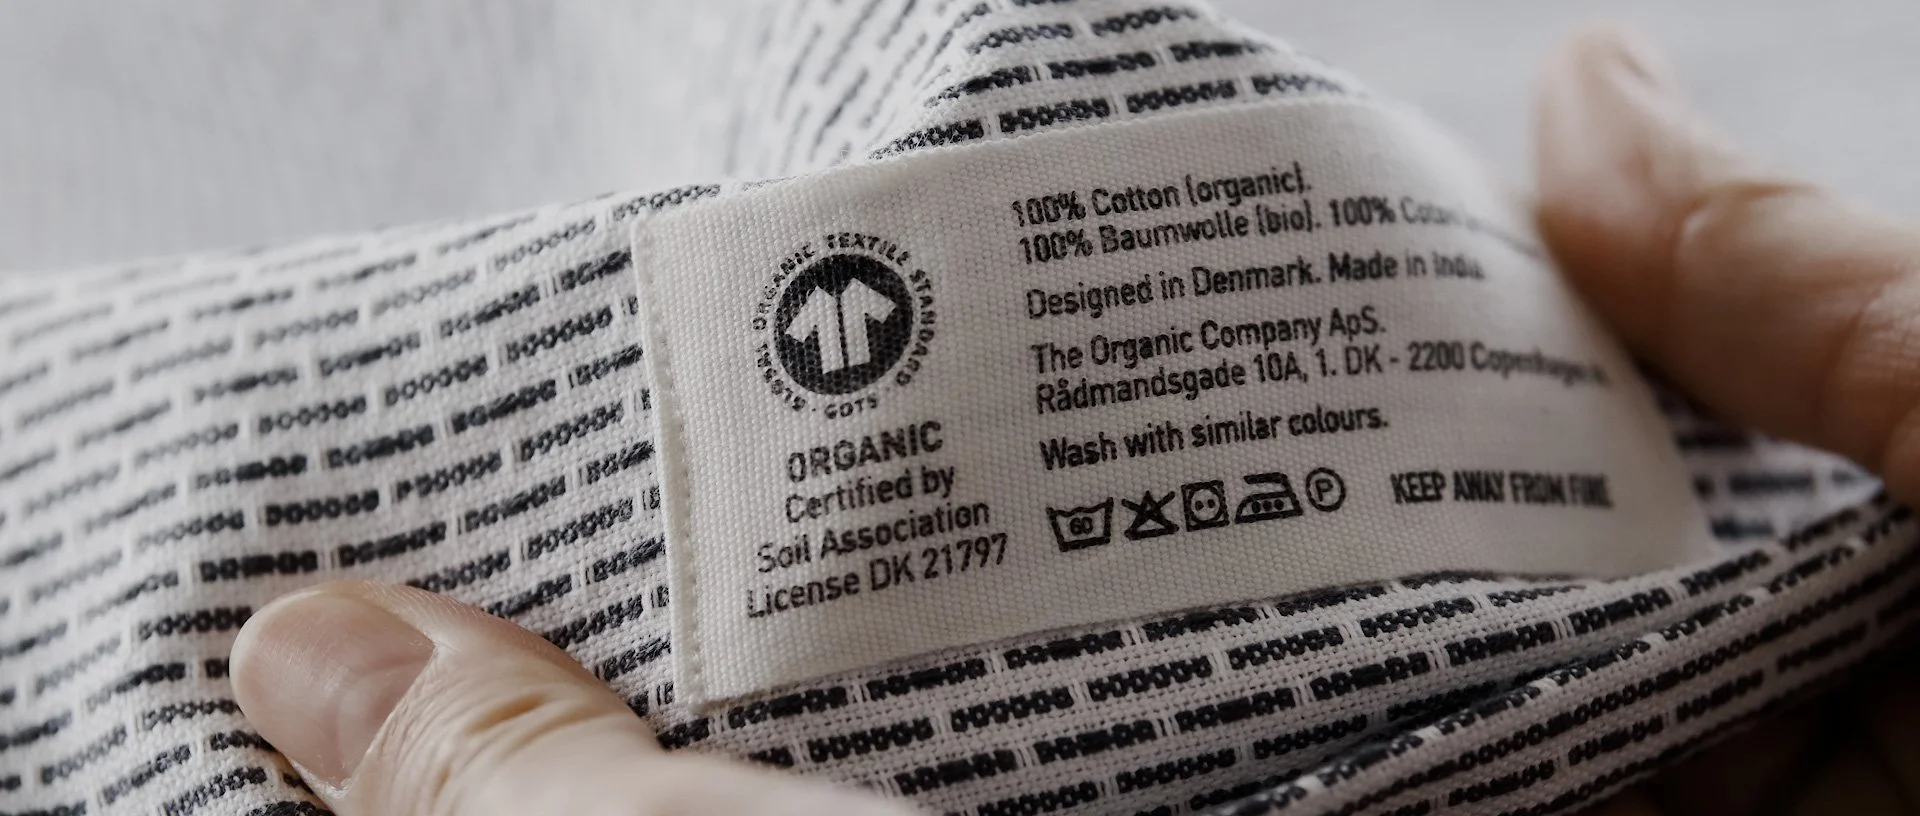 GLOBAL ORGANIC TEXTILE STANDARD · GOTS ·
ORGANIC
Certified by
Soil Association
License DK 21797
100% Cotton (organic).
100% Baumwolle (bio). 100%
Designed in Denmark. Made in India.
The Organic Company ApS.
Rådmandsgade 10A, 1. DK - 2200 Copenhagen
Wash with similar colours.
60 P KEEP AWAY FROM FIRE